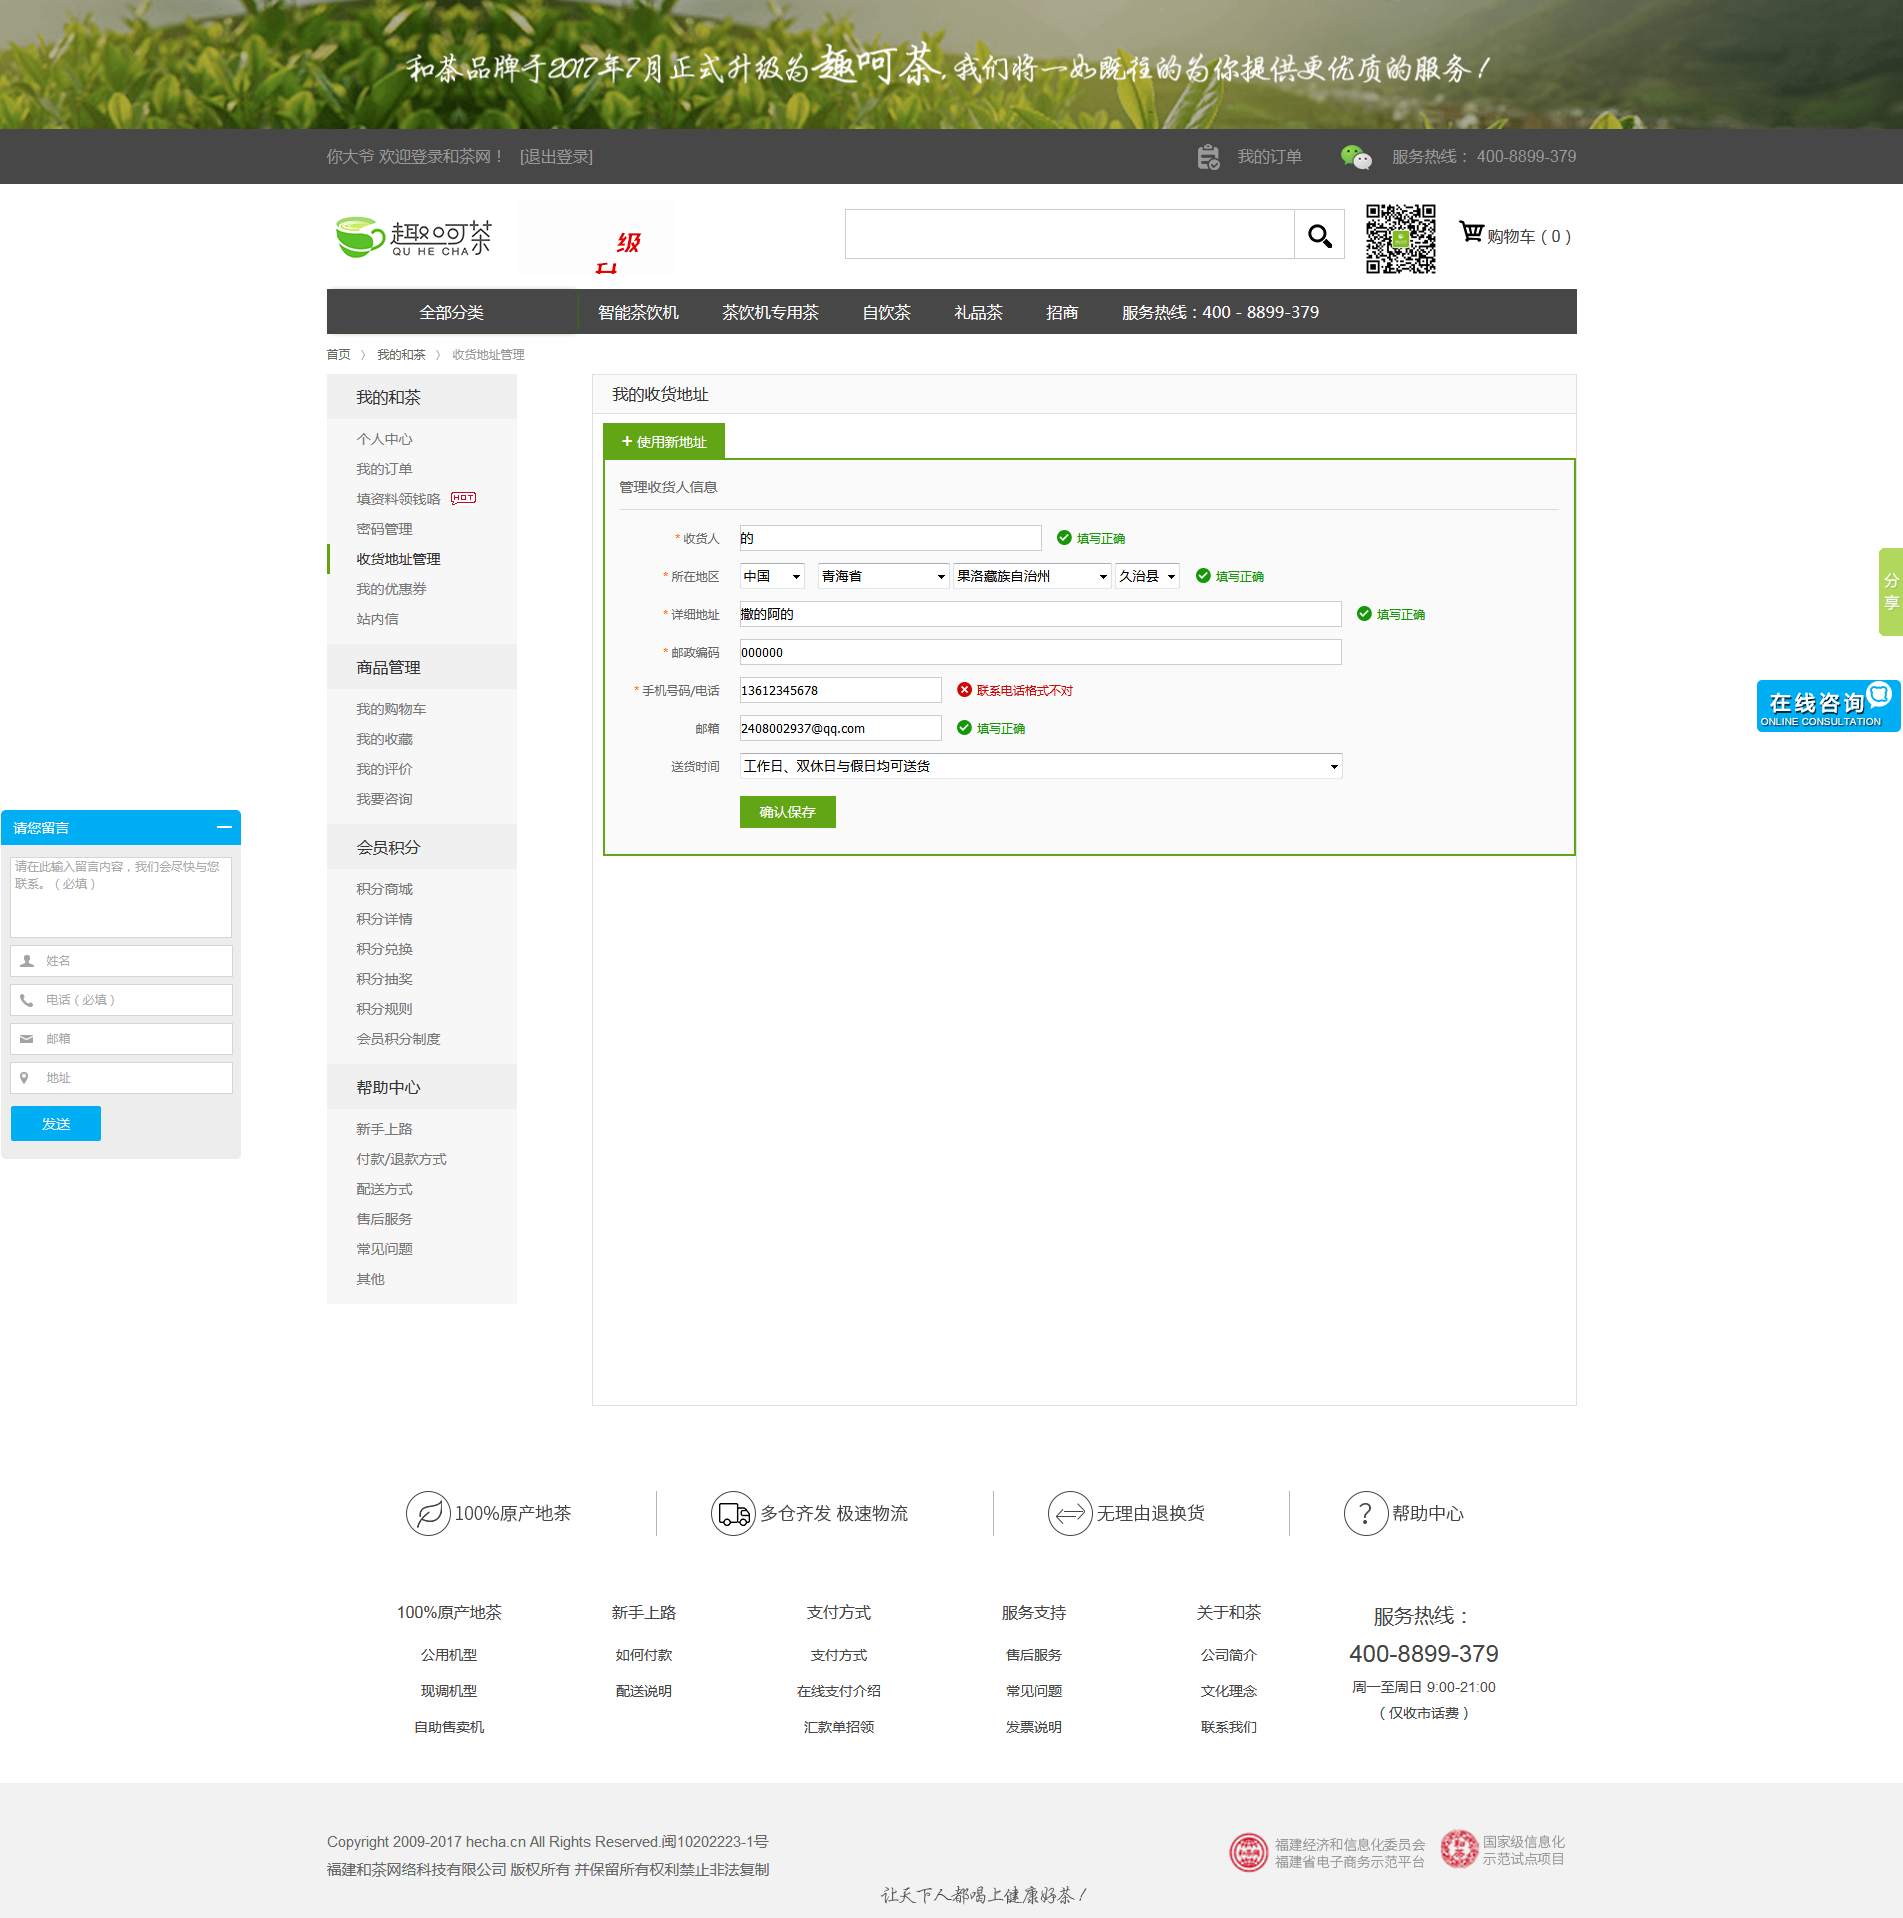 和茶品牌于2017年7月正式升级为趣呵茶,我们将一如既往的为你提供更优质的服务!
你大爷 欢迎登录和茶网！ [退出登录]
我的订单
服务热线： 400-8899-379
趣呵茶
QU HE CHA
级
升
购物车（0）
全部分类
智能茶饮机
茶饮机专用茶
自饮茶
礼品茶
招商
服务热线：400 - 8899-379
首页 〉 我的和茶 〉 收货地址管理
我的和茶
个人中心
我的订单
填资料领钱咯 HOT
密码管理
收货地址管理
我的优惠券
站内信
商品管理
我的购物车
我的收藏
我的评价
我要咨询
会员积分
积分商城
积分详情
积分兑换
积分抽奖
积分规则
会员积分制度
帮助中心
新手上路
付款/退款方式
配送方式
售后服务
常见问题
其他
我的收货地址
+ 使用新地址
管理收货人信息
* 收货人 的 填写正确
* 所在地区 中国 青海省 果洛藏族自治州 久治县 填写正确
* 详细地址 撒的阿的 填写正确
* 邮政编码 000000
* 手机号码/电话 13612345678 联系电话格式不对
邮箱 2408002937@qq.com 填写正确
送货时间 工作日、双休日与假日均可送货
确认保存
分享
在线咨询
ONLINE CONSULTATION
请您留言
请在此输入留言内容，我们会尽快与您
联系。（必填）
姓名
电话（必填）
邮箱
地址
发送
100%原产地茶
多仓齐发 极速物流
无理由退换货
? 帮助中心
100%原产地茶
公用机型
现调机型
自助售卖机
新手上路
如何付款
配送说明
支付方式
支付方式
在线支付介绍
汇款单招领
服务支持
售后服务
常见问题
发票说明
关于和茶
公司简介
文化理念
联系我们
服务热线：
400-8899-379
周一至周日 9:00-21:00
（仅收市话费）
Copyright 2009-2017 hecha.cn All Rights Reserved.闽10202223-1号
福建和茶网络科技有限公司 版权所有 并保留所有权利禁止非法复制
福建经济和信息化委员会
福建省电子商务示范平台
国家级信息化
示范试点项目
让天下人都喝上健康好茶!